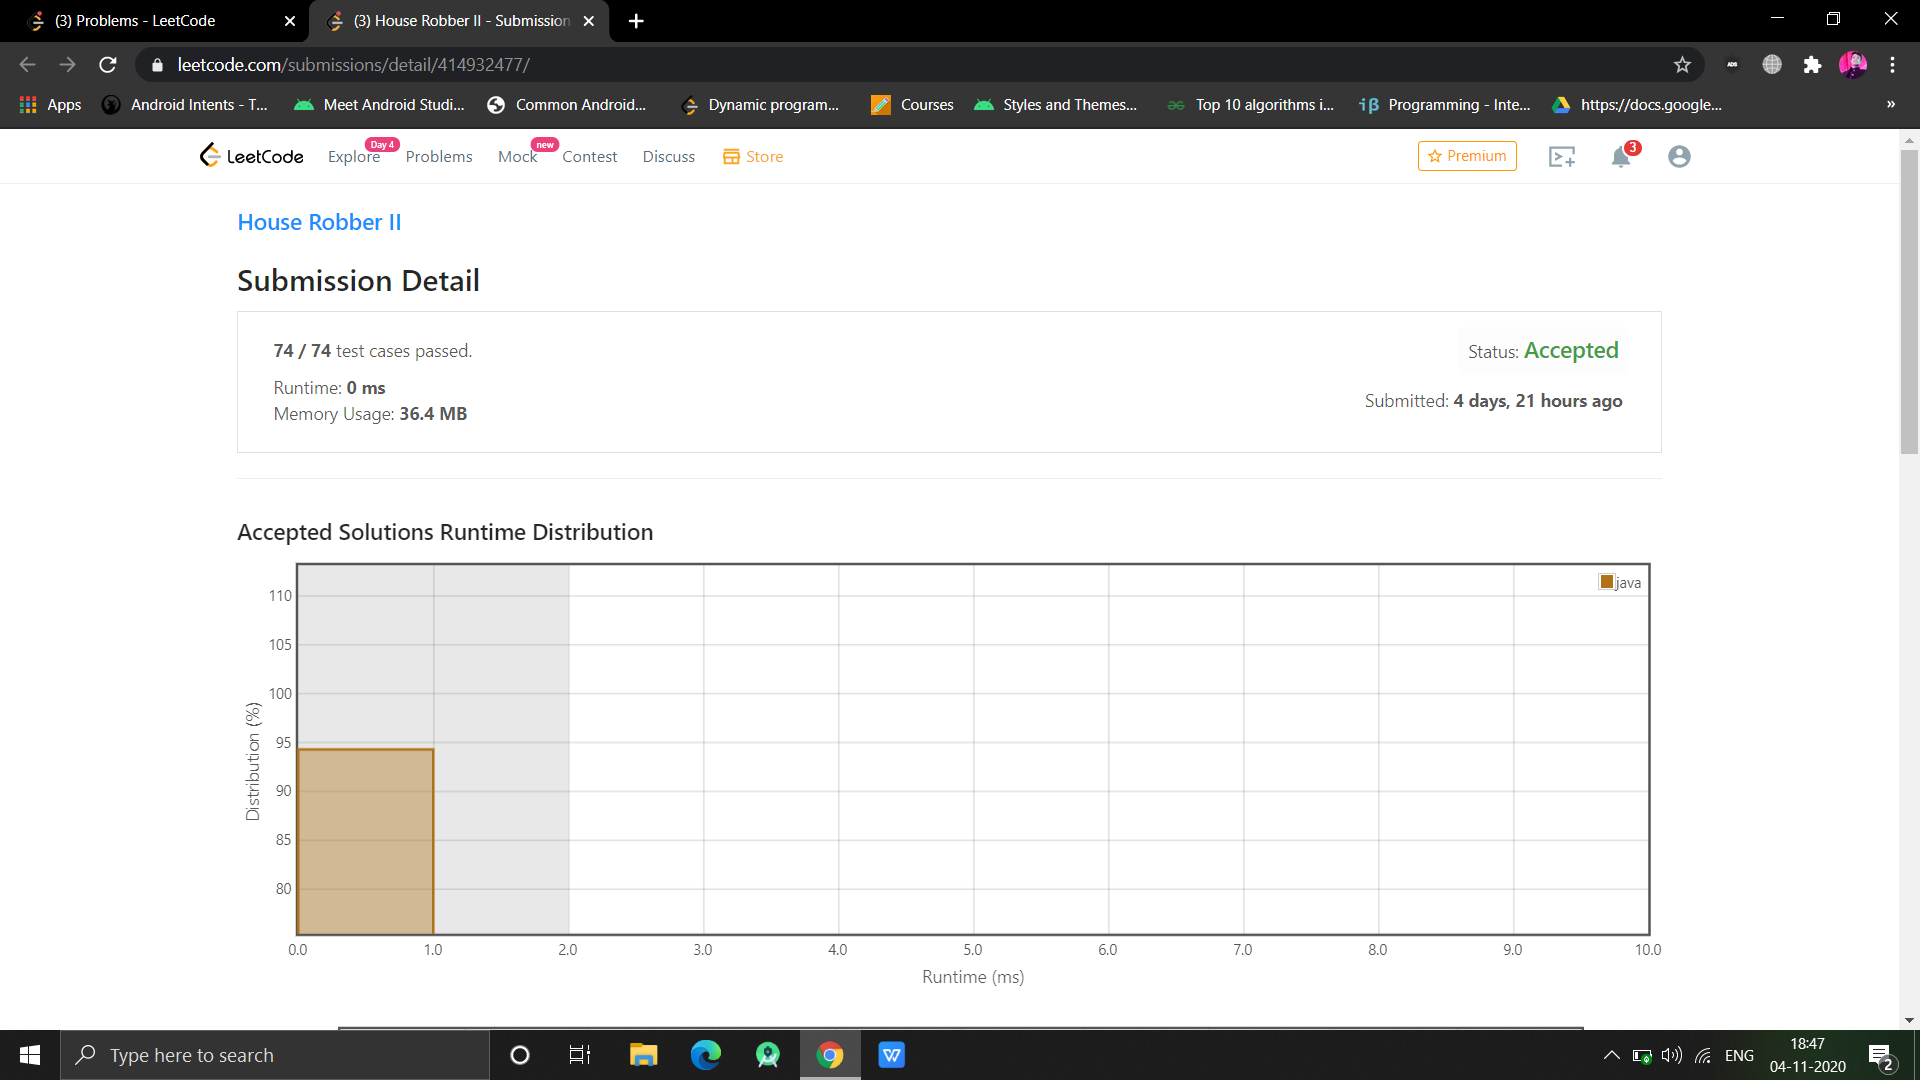 (3) Problems - LeetCode
(3) House Robber II - Submission
leetcode.com/submissions/detail/414932477/
ADS
Apps
Android Intents - T...
Meet Android Studi...
Common Android...
Dynamic program...
Courses
Styles and Themes...
Top 10 algorithms i...
iβ Programming - Inte...
https://docs.google...
»
LeetCode
Explore
Day 4
Problems
Mock
new
Contest
Discuss
Store
Premium
3
House Robber II
Submission Detail
74 / 74 test cases passed.
Status: Accepted
Runtime: 0 ms
Memory Usage: 36.4 MB
Submitted: 4 days, 21 hours ago
Accepted Solutions Runtime Distribution
java
110
105
100
95
90
85
80
Distribution (%)
0.0 1.0 2.0 3.0 4.0 5.0 6.0 7.0 8.0 9.0 10.0
Runtime (ms)
Type here to search
W
ENG
18:47
04-11-2020
2